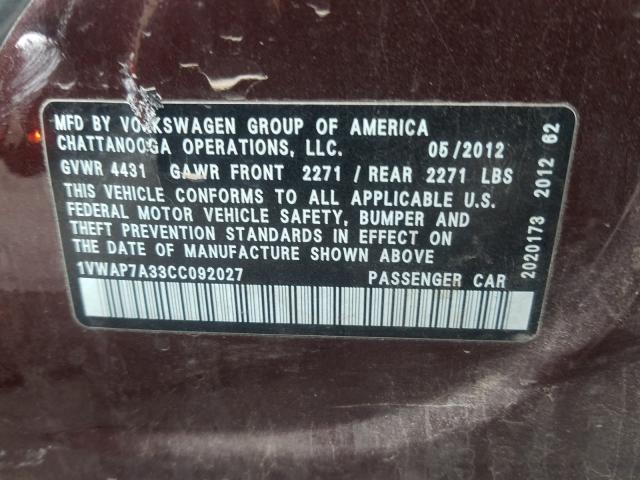 MFD BY VOLKSWAGEN GROUP OF AMERICA
CHATTANOOGA OPERATIONS, LLC. 05/2012
GVWR 4431 GAWR FRONT 2271 / REAR 2271 LBS
THIS VEHICLE CONFORMS TO ALL APPLICABLE U.S.
FEDERAL MOTOR VEHICLE SAFETY, BUMPER AND
THEFT PREVENTION STANDARDS IN EFFECT ON
THE DATE OF MANUFACTURE SHOWN ABOVE
1VWAP7A33CC092027 PASSENGER CAR
2020173 2012 62